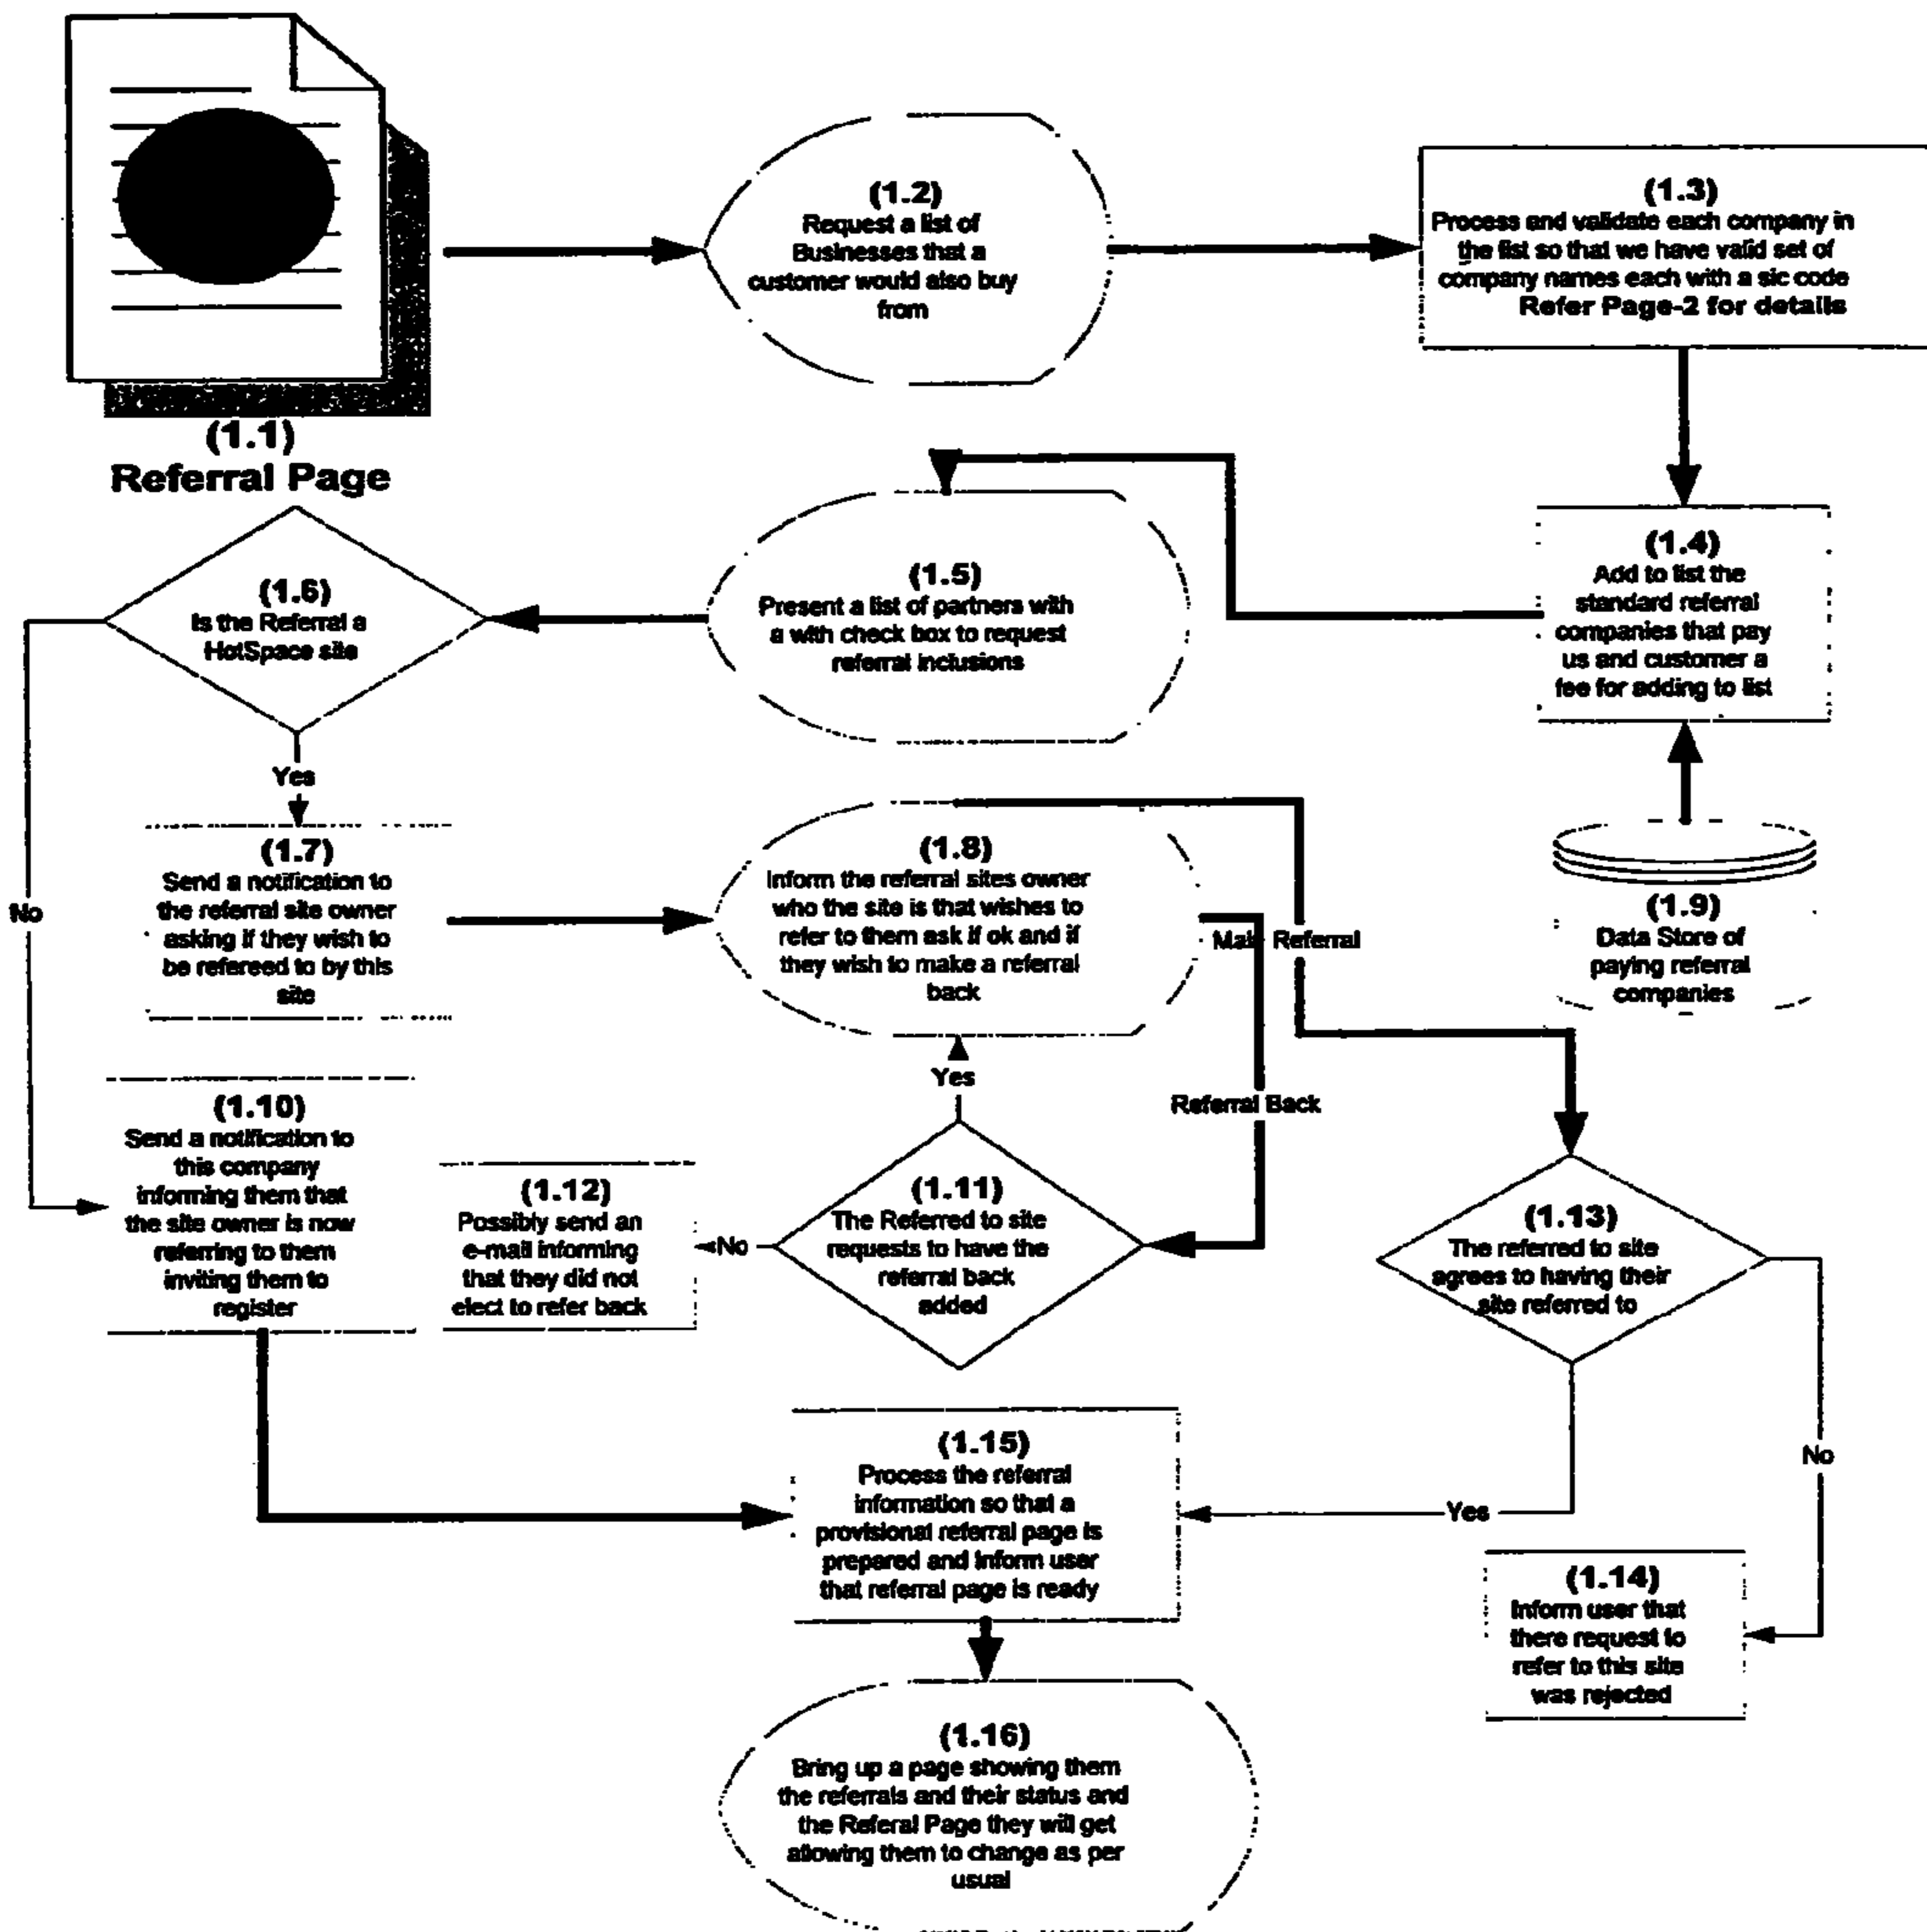 (1.1)
Referral Page
(1.2)
Request a list of
Businesses that a
customer would also buy
from
(1.3)
Process and validate each company in
the list so that we have valid set of
company names each with a sic code
Refer Page-2 for details
(1.4)
Add to list the
standard referral
companies that pay
us and customer a
fee for adding to list
(1.5)
Present a list of partners with
a with check box to request
referral inclusions
(1.6)
Is the Referral a
HotSpace site
Yes
No
(1.7)
Send a notification to
the referral site owner
asking if they wish to
be refereed to by this
site
(1.8)
Inform the referral sites owner
who the site is that wishes to
refer to them ask if ok and if
they wish to make a referral
back
Main Referral
(1.9)
Data Store of
paying referral
companies
Yes
Referral Back
(1.10)
Send a notification to
this company
informing them that
the site owner is now
referring to them
inviting them to
register
(1.12)
Possibly send an
e-mail informing
that they did not
elect to refer back
No
(1.11)
The Referred to site
requests to have the
referral back
added
(1.13)
The referred to site
agrees to having their
site referred to
No
Yes
(1.15)
Process the referral
information so that a
provisional referral page is
prepared and inform user
that referral page is ready
(1.14)
Inform user that
there request to
refer to this site
was rejected
(1.16)
Bring up a page showing them
the referrals and their status and
the Referal Page they will get
allowing them to change as per
usual